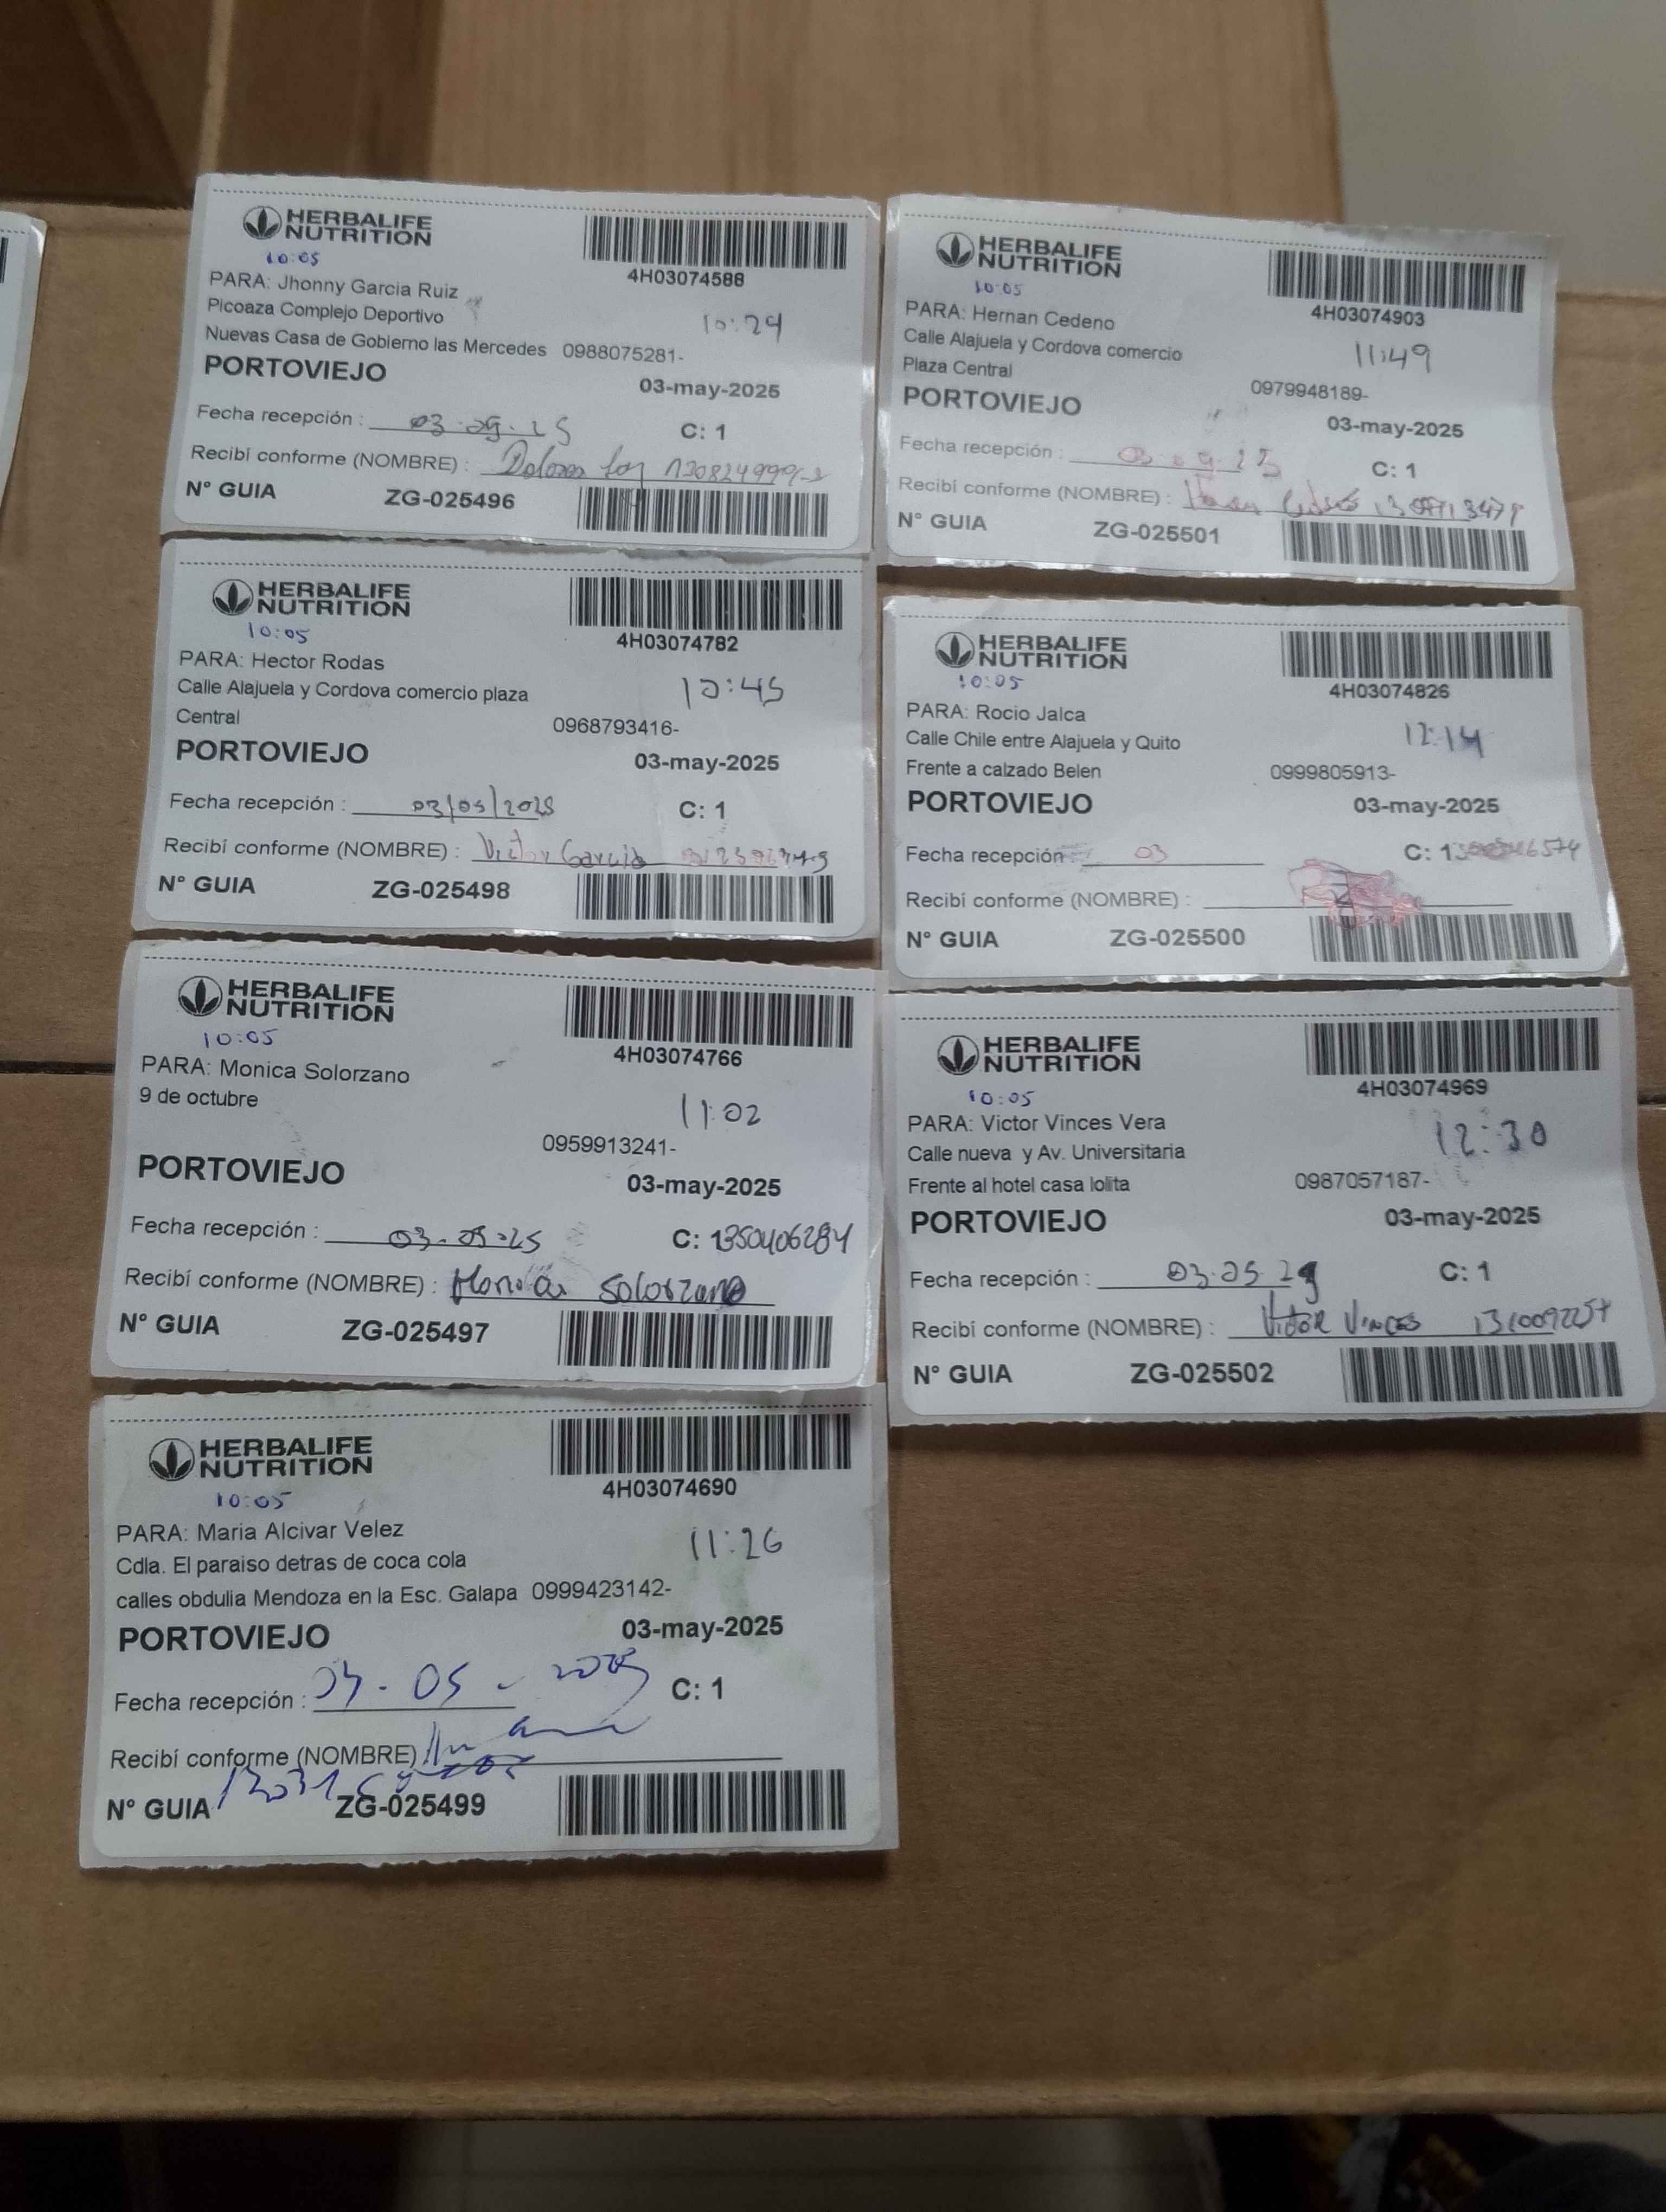 HERBALIFE
NUTRITION
4H03074588
10:05
PARA: Jhonny Garcia Ruiz
Picoaza Complejo Deportivo
10:29
Nuevas Casa de Gobierno las Mercedes 0988075281-
PORTOVIEJO
03-may-2025
Fecha recepción :
C: 1
Recibí conforme (NOMBRE) : Dolores
N° GUIA ZG-025496
HERBALIFE
NUTRITION
10:05
4H03074782
PARA: Hector Rodas
Calle Alajuela y Cordova comercio plaza
10:45
Central
0968793416-
PORTOVIEJO
03-may-2025
Fecha recepción : 03/05/2025
C: 1
Recibí conforme (NOMBRE) : Victor Garcia
N° GUIA ZG-025498
HERBALIFE
NUTRITION
10:05
4H03074766
PARA: Monica Solorzano
9 de octubre
11:02
0959913241-
PORTOVIEJO
03-may-2025
Fecha recepción : 03-05-25
C: 1350406284
Recibí conforme (NOMBRE) : Monica Solorzano
N° GUIA ZG-025497
HERBALIFE
NUTRITION
10:05
4H03074690
PARA: Maria Alcivar Velez
11:26
Cdla. El paraiso detras de coca cola
calles obdulia Mendoza en la Esc. Galapa 0999423142-
PORTOVIEJO
03-may-2025
Fecha recepción :
C: 1
Recibí conforme (NOMBRE)
N° GUIA ZG-025499
HERBALIFE
NUTRITION
10:05
4H03074903
PARA: Hernan Cedeno
Calle Alajuela y Cordova comercio
11:49
Plaza Central
0979948189-
PORTOVIEJO
03-may-2025
Fecha recepción :
C: 1
Recibí conforme (NOMBRE) :
N° GUIA ZG-025501
HERBALIFE
NUTRITION
10:05
4H03074826
PARA: Rocio Jalca
12:14
Calle Chile entre Alajuela y Quito
Frente a calzado Belen
0999805913-
PORTOVIEJO
03-may-2025
Fecha recepción : 03
Recibí conforme (NOMBRE) :
N° GUIA ZG-025500
HERBALIFE
NUTRITION
10:05
4H03074969
PARA: Victor Vinces Vera
12:30
Calle nueva y Av. Universitaria
Frente al hotel casa lolita
0987057187-
PORTOVIEJO
03-may-2025
Fecha recepción :
C: 1
Recibí conforme (NOMBRE) : Victor Vinces
N° GUIA ZG-025502